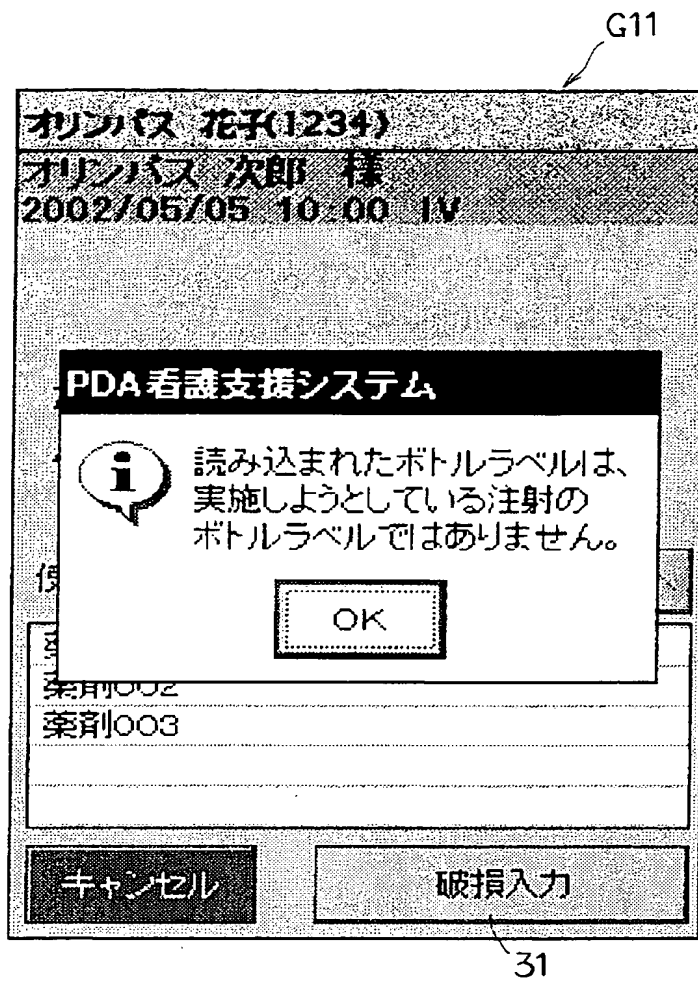 G11
オリンパス 花子(1234)
オリンパス 次郎 様
2002/05/05 10:00 IV
PDA看護支援システム
読み込まれたボトルラベルは、
実施しようとしている注射の
ボトルラベルではありません。
OK
薬剤002
薬剤003
キャンセル
破損入力
31